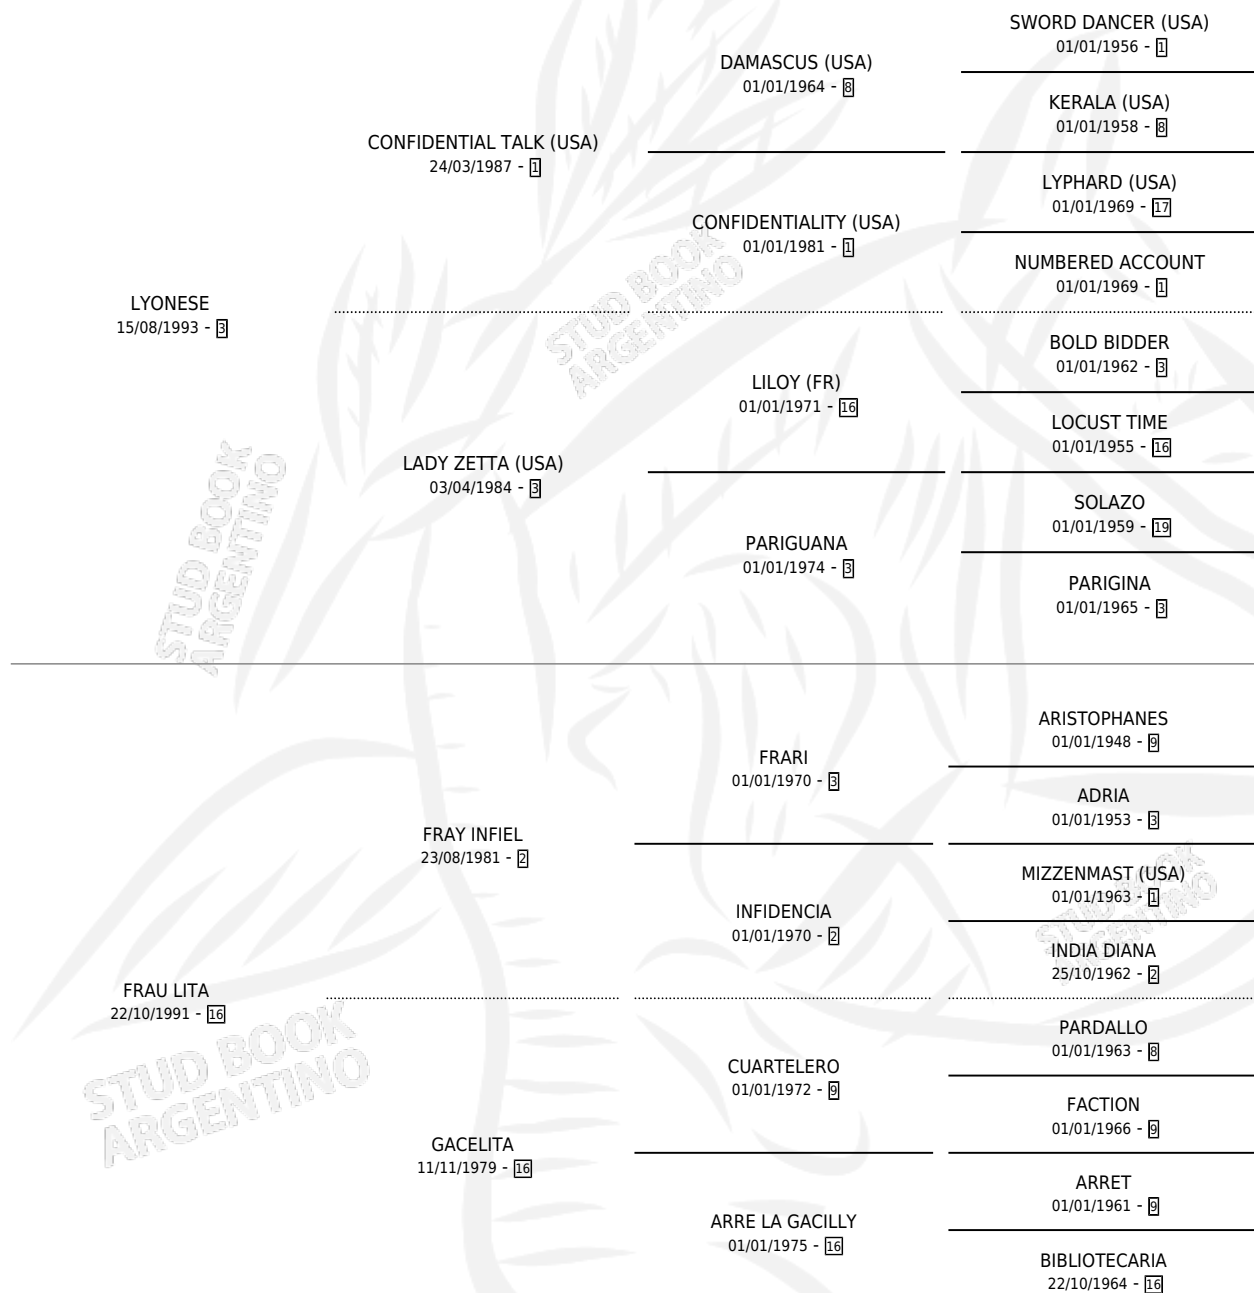 SWORD DANCER (USA)
01/01/1956 - 1
DAMASCUS (USA)
01/01/1964 - 8
KERALA (USA)
01/01/1958 - 8
CONFIDENTIAL TALK (USA)
24/03/1987 - 1
LYPHARD (USA)
01/01/1969 - 17
CONFIDENTIALITY (USA)
01/01/1981 - 1
NUMBERED ACCOUNT
01/01/1969 - 1
LYONESE
15/08/1993 - 3
BOLD BIDDER
01/01/1962 - 3
LILOY (FR)
01/01/1971 - 16
LOCUST TIME
01/01/1955 - 16
LADY ZETTA (USA)
03/04/1984 - 3
SOLAZO
01/01/1959 - 19
PARIGUANA
01/01/1974 - 3
PARIGINA
01/01/1965 - 3
ARISTOPHANES
01/01/1948 - 9
FRARI
01/01/1970 - 3
ADRIA
01/01/1953 - 3
FRAY INFIEL
23/08/1981 - 2
MIZZENMAST (USA)
01/01/1963 - 1
INFIDENCIA
01/01/1970 - 2
INDIA DIANA
25/10/1962 - 2
FRAU LITA
22/10/1991 - 16
PARDALLO
01/01/1963 - 8
CUARTELERO
01/01/1972 - 9
FACTION
01/01/1966 - 9
GACELITA
11/11/1979 - 16
ARRET
01/01/1961 - 9
ARRE LA GACILLY
01/01/1975 - 16
BIBLIOTECARIA
22/10/1964 - 16
STUD BOOK
ARGENTINO
STUD BOOK
ARGENTINO
STUD BOOK
ARGENTINO
STUD BOOK
ARGENTINO